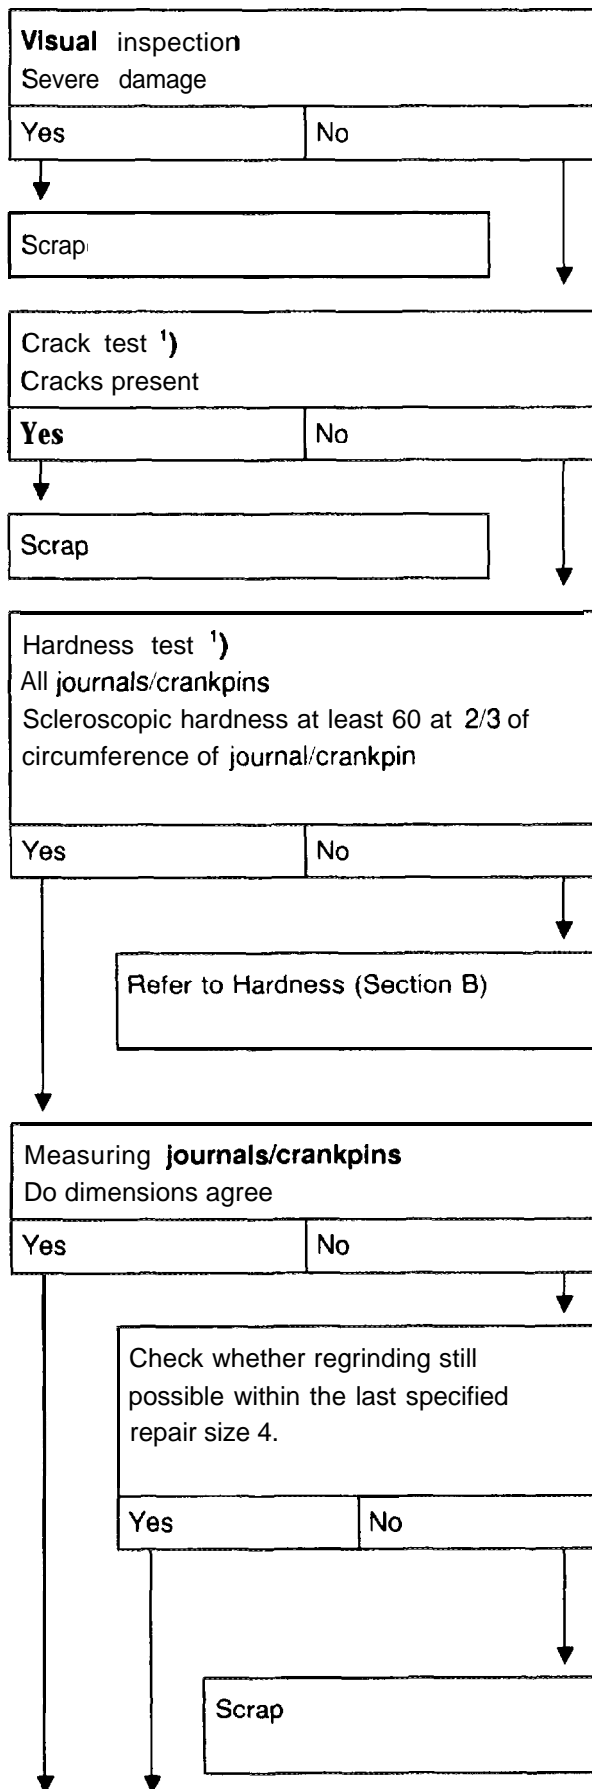 Visual inspection
Severe damage
Yes No
Scrap
Crack test ¹)
Cracks present
Yes No
Scrap
Hardness test ¹)
All journals/crankpins
Scleroscopic hardness at least 60 at 2/3 of
circumference of journal/crankpin
Yes No
Refer to Hardness (Section B)
Measuring journals/crankpins
Do dimensions agree
Yes No
Check whether regrinding still
possible within the last specified
repair size 4.
Yes No
Scrap